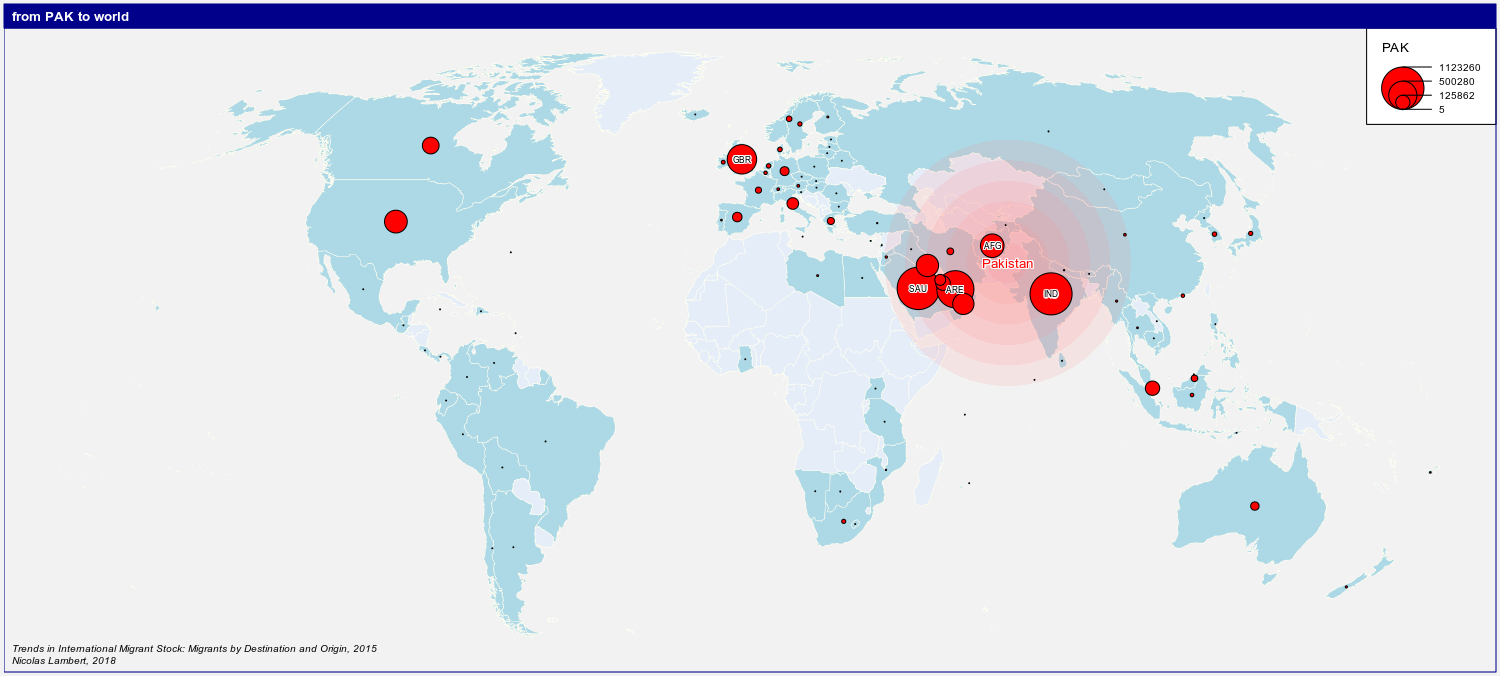 from PAK to world
PAK
1123260
500280
125862
5
GBR
AFG
Pakistan
SAU
ARE
IND
Trends in International Migrant Stock: Migrants by Destination and Origin, 2015
Nicolas Lambert, 2018